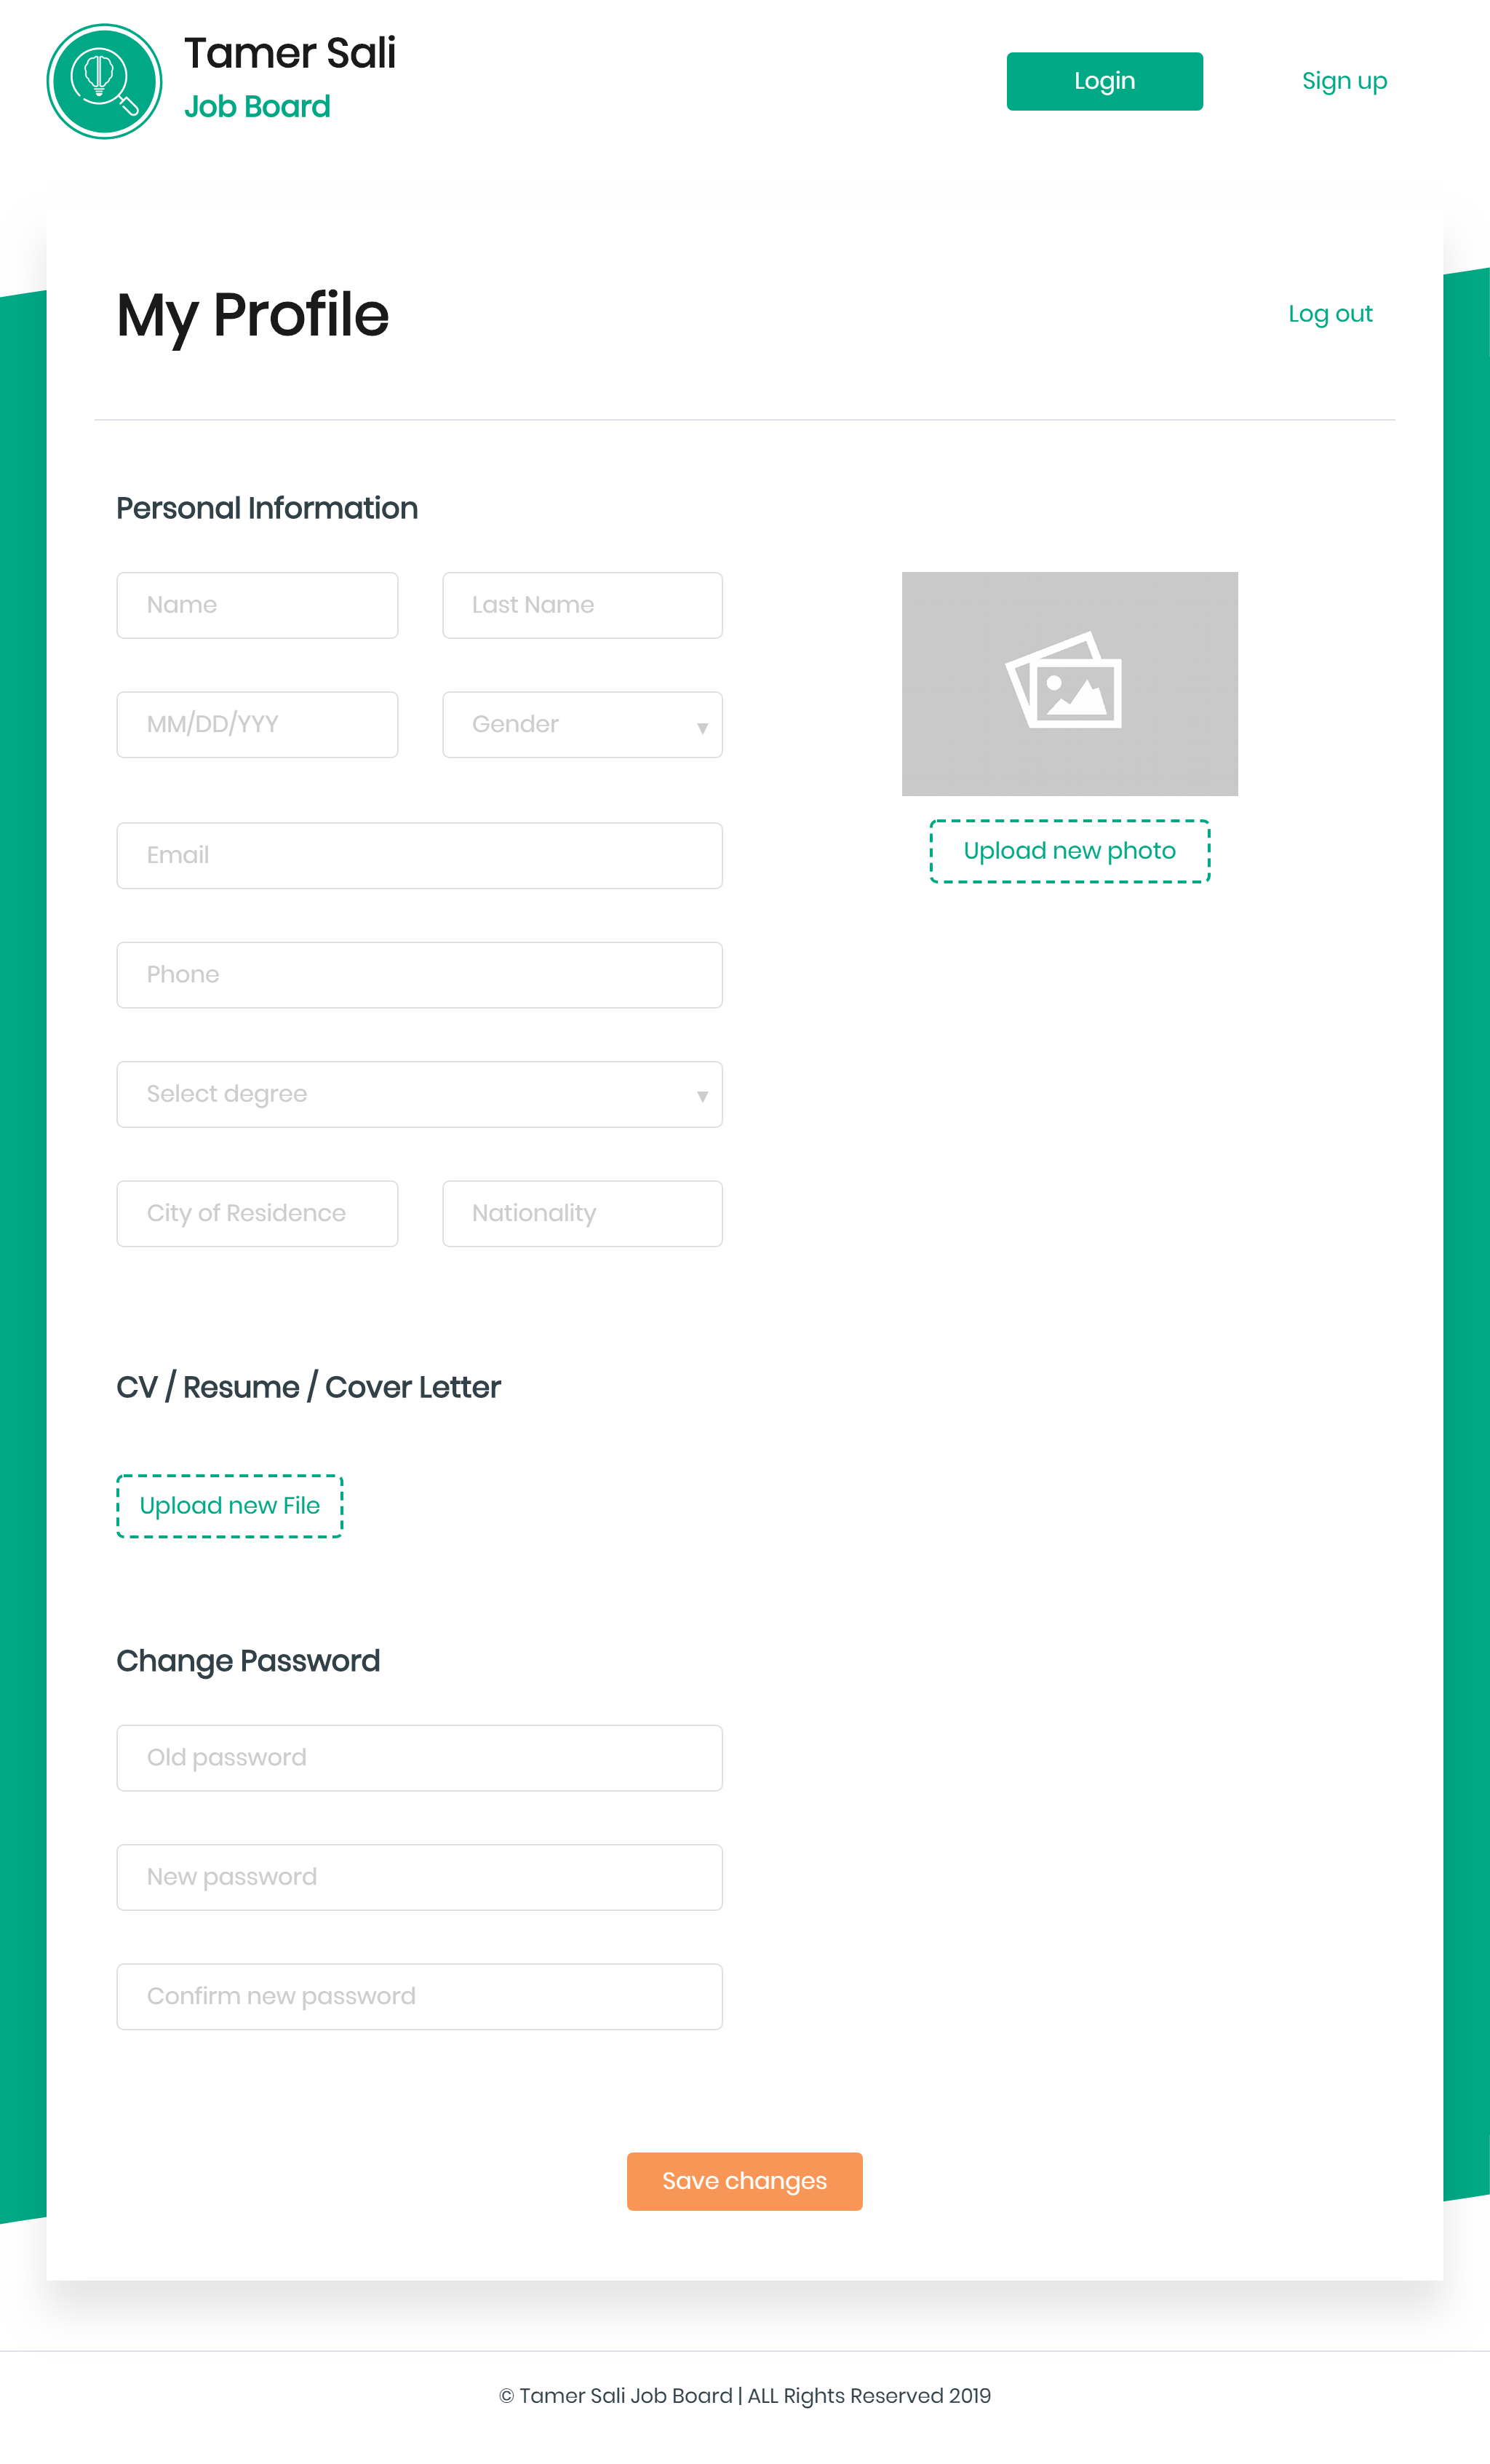 Tamer Sali
Job Board
Login
Sign up
My Profile
Log out
Personal Information
Name
Last Name
MM/DD/YYY
Gender
Email
Upload new photo
Phone
Select degree
City of Residence
Nationality
CV / Resume / Cover Letter
Upload new File
Change Password
Old password
New password
Confirm new password
Save changes
© Tamer Sali Job Board | ALL Rights Reserved 2019